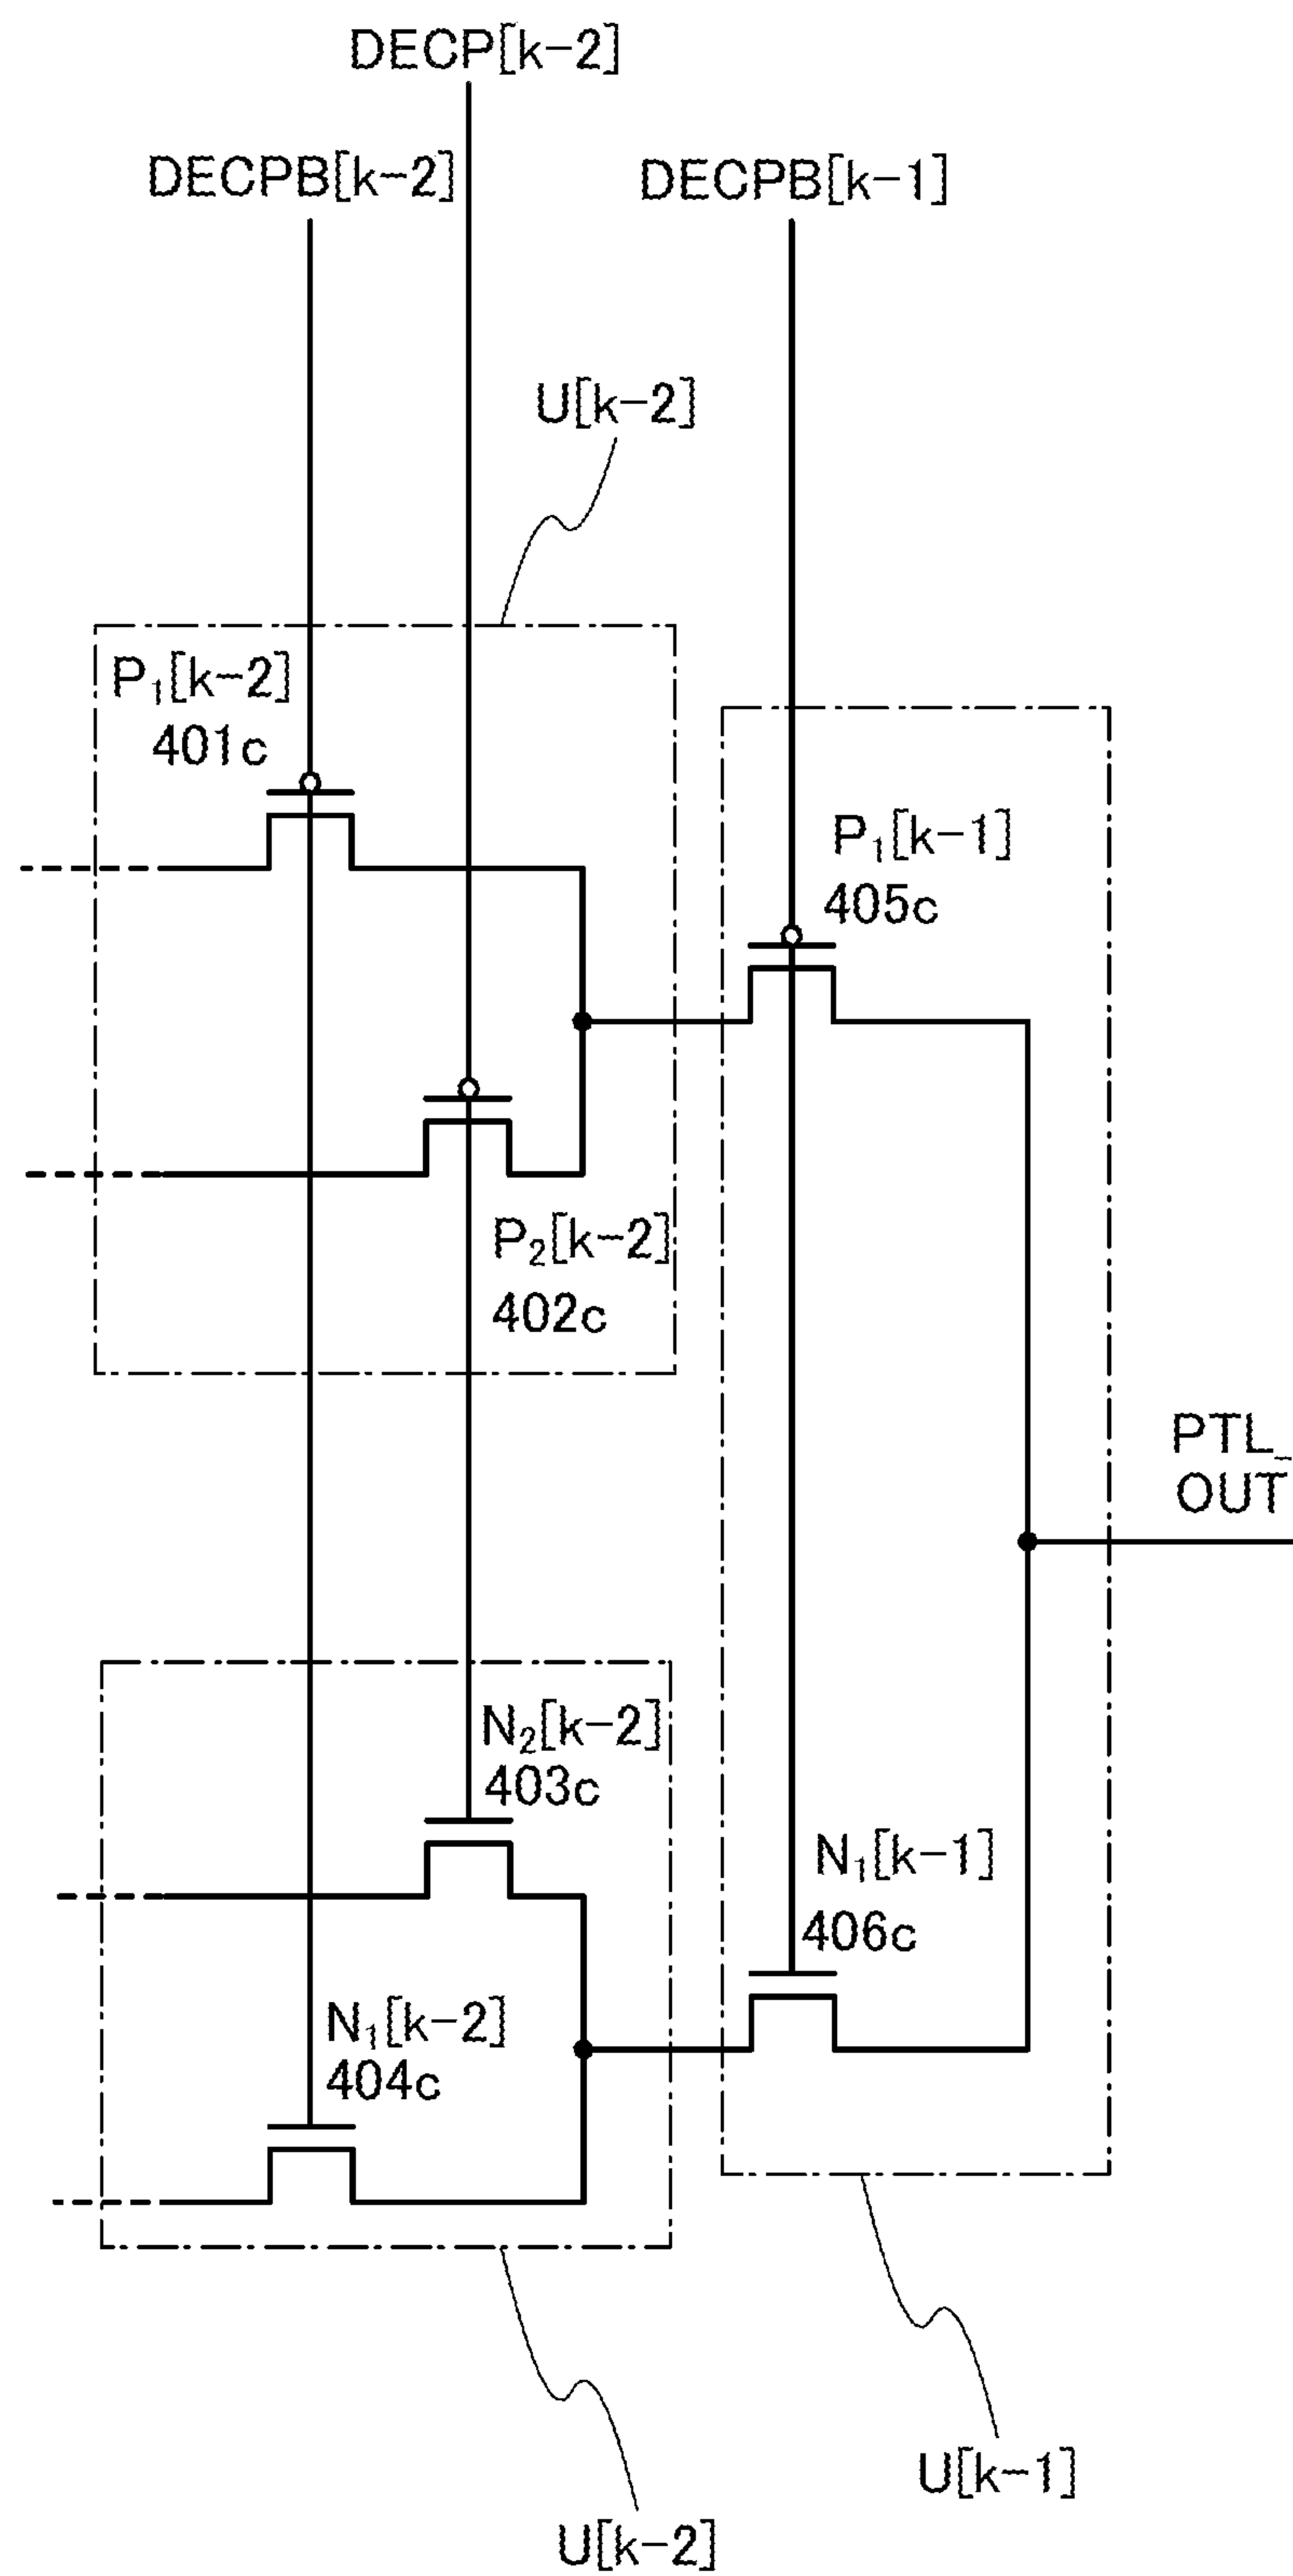 DECP[k-2]
DECPB[k-2]
DECPB[k-1]
U[k-2]
P₁[k-2]
401c
P₁[k-1]
405c
P₂[k-2]
402c
PTL_
OUT
N₂[k-2]
403c
N₁[k-1]
406c
N₁[k-2]
404c
U[k-1]
U[k-2]